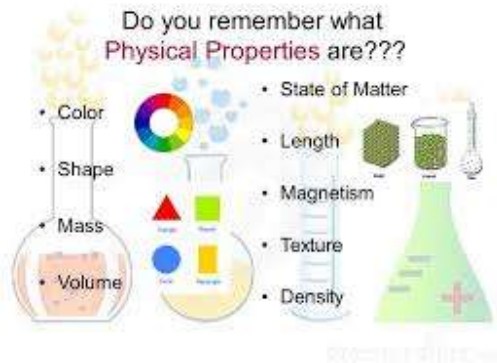 Do you remember what
Physical Properties are???
• Color
• Shape
• Mass
• Volume
• State of Matter
• Length
• Magnetism
• Texture
• Density